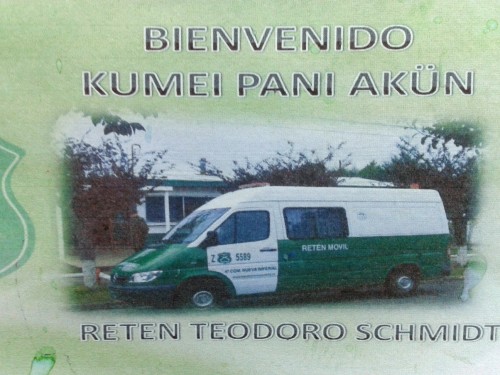 BIENVENIDO
KUMEI PANI AKÜN
RETEN MOVIL
Z 5589
RETEN TEODORO SCHMIDT